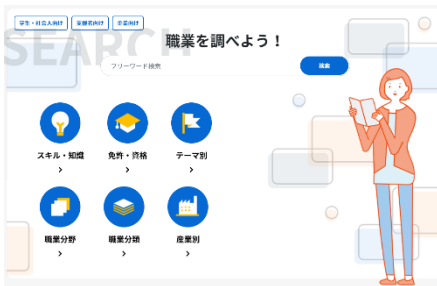 学生・社会人向け 支援者向け 企業向け
SEARCH
職業を調べよう！
フリーワード検索 検索
スキル・知識 免許・資格 テーマ別
職業分野 職業分類 産業別